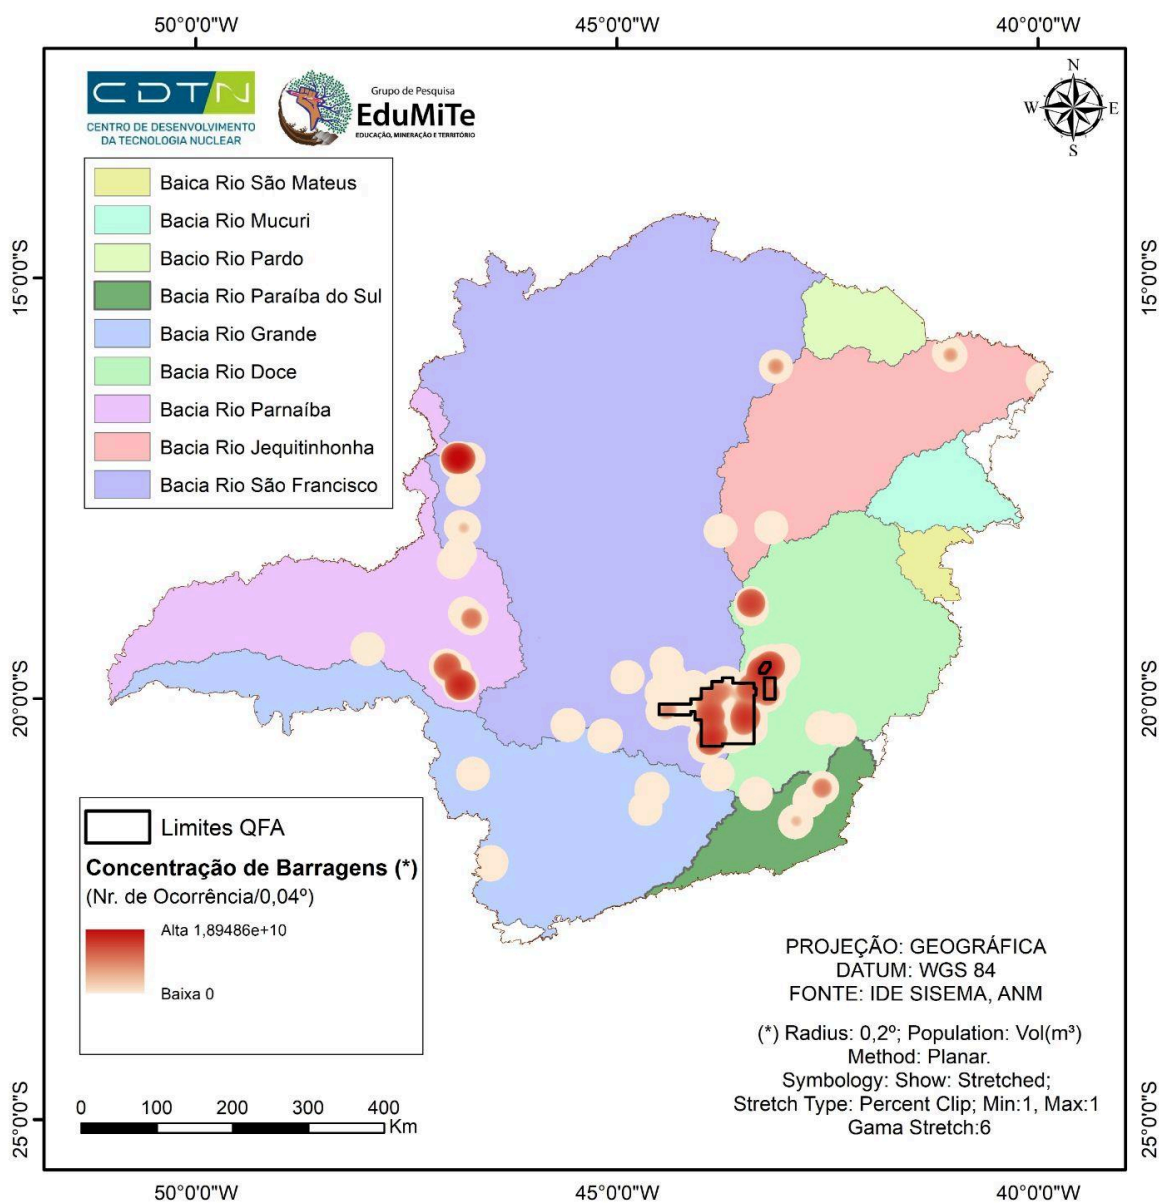 50°0'0"W
45°0'0"W
40°0'0"W
CDTN
CENTRO DE DESENVOLVIMENTO
DA TECNOLOGIA NUCLEAR
Grupo de Pesquisa
EduMiTe
EDUCAÇÃO, MINERAÇÃO E TERRITÓRIO
N
W
E
S
Baica Rio São Mateus
Bacia Rio Mucuri
Bacio Rio Pardo
Bacia Rio Paraíba do Sul
Bacia Rio Grande
Bacia Rio Doce
Bacia Rio Parnaíba
Bacia Rio Jequitinhonha
Bacia Rio São Francisco
15°0'0"S
15°0'0"S
20°0'0"S
20°0'0"S
Limites QFA
Concentração de Barragens (*)
(Nr. de Ocorrência/0,04º)
Alta 1,89486e+10
Baixa 0
PROJEÇÃO: GEOGRÁFICA
DATUM: WGS 84
FONTE: IDE SISEMA, ANM
(*) Radius: 0,2º; Population: Vol(m³)
Method: Planar.
Symbology: Show: Stretched;
Stretch Type: Percent Clip; Min:1, Max:1
Gama Stretch:6
0 100 200 300 400
Km
25°0'0"S
25°0'0"S
50°0'0"W
45°0'0"W
40°0'0"W